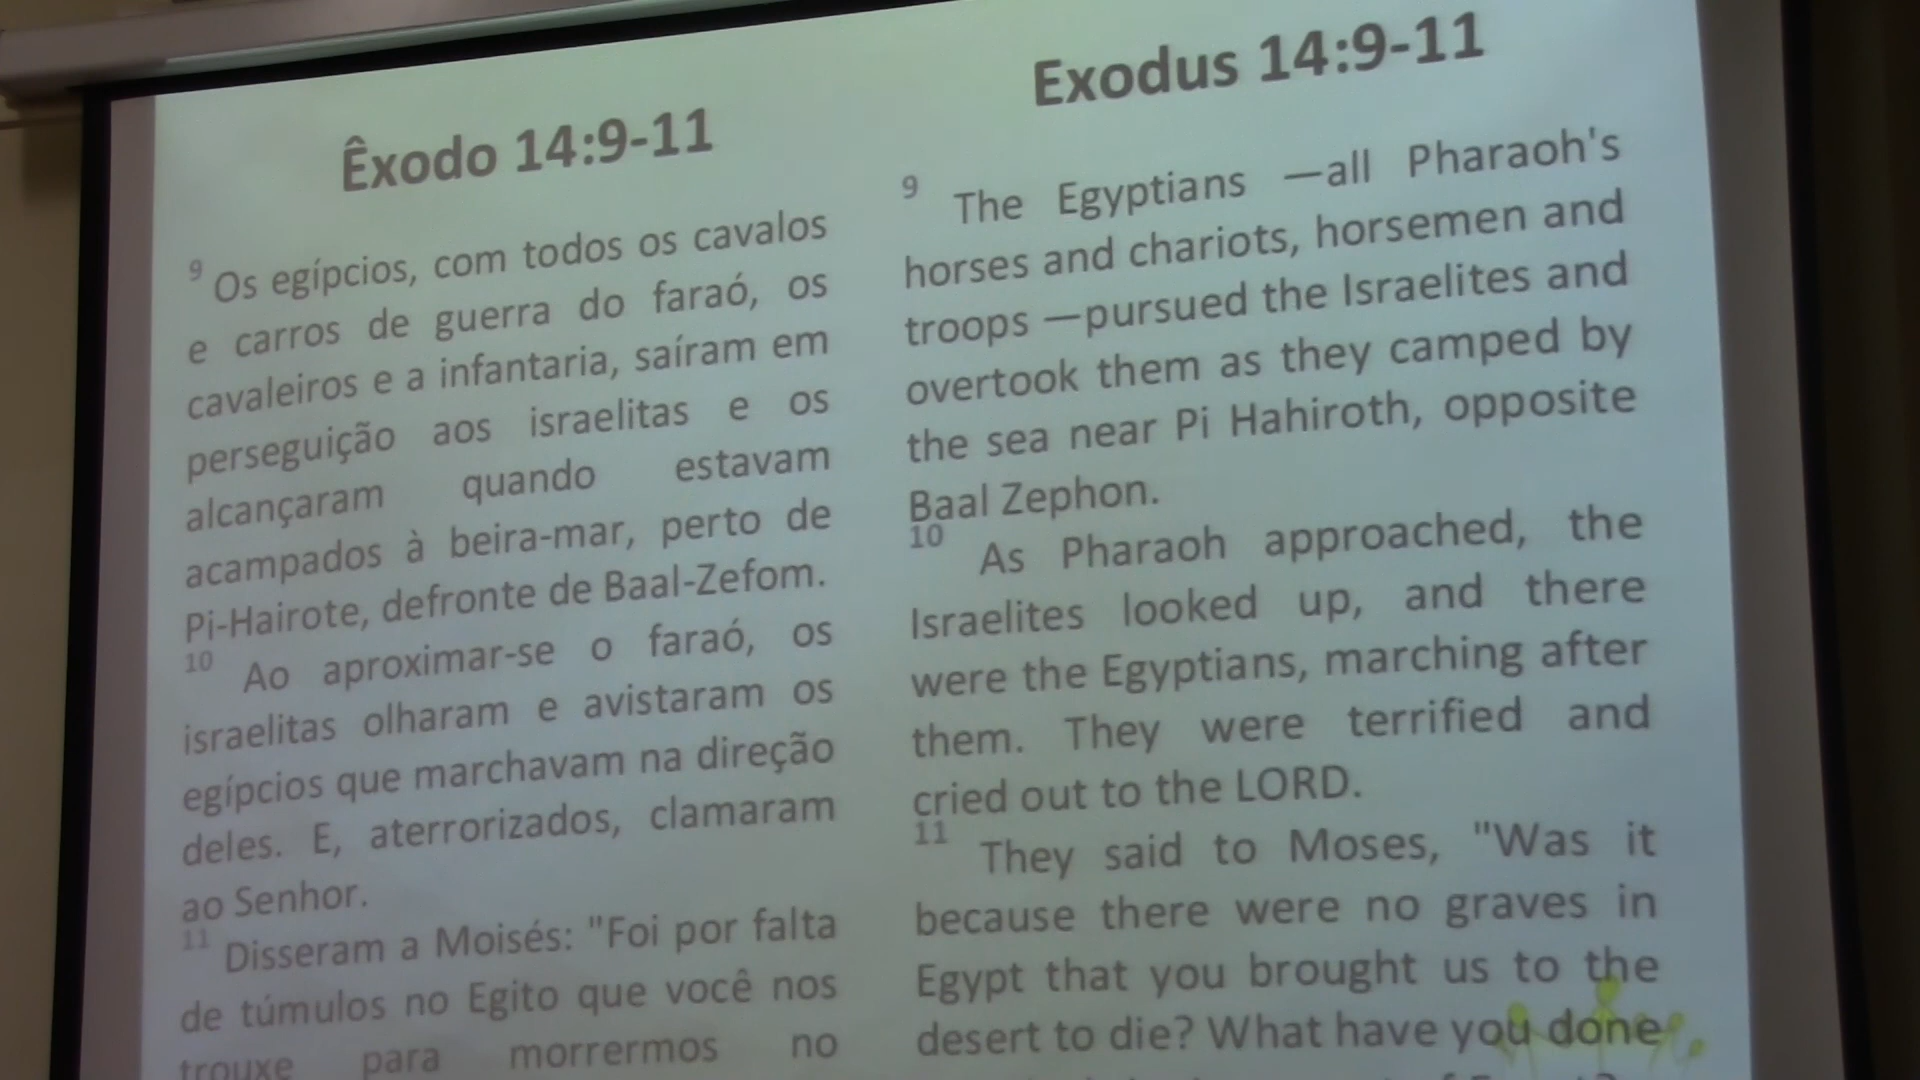 Êxodo 14:9-11
9 Os egípcios, com todos os cavalos
e carros de guerra do faraó, os
cavaleiros e a infantaria, saíram em
perseguição aos israelitas e os
alcançaram quando estavam
acampados à beira-mar, perto de
Pi-Hairote, defronte de Baal-Zefom.
10 Ao aproximar-se o faraó, os
israelitas olharam e avistaram os
egípcios que marchavam na direção
deles. E, aterrorizados, clamaram
ao Senhor.
11 Disseram a Moisés: "Foi por falta
de túmulos no Egito que você nos
trouxe para morrermos no
Exodus 14:9-11
9 The Egyptians —all Pharaoh's
horses and chariots, horsemen and
troops —pursued the Israelites and
overtook them as they camped by
the sea near Pi Hahiroth, opposite
Baal Zephon.
10 As Pharaoh approached, the
Israelites looked up, and there
were the Egyptians, marching after
them. They were terrified and
cried out to the LORD.
11 They said to Moses, "Was it
because there were no graves in
Egypt that you brought us to the
desert to die? What have you done